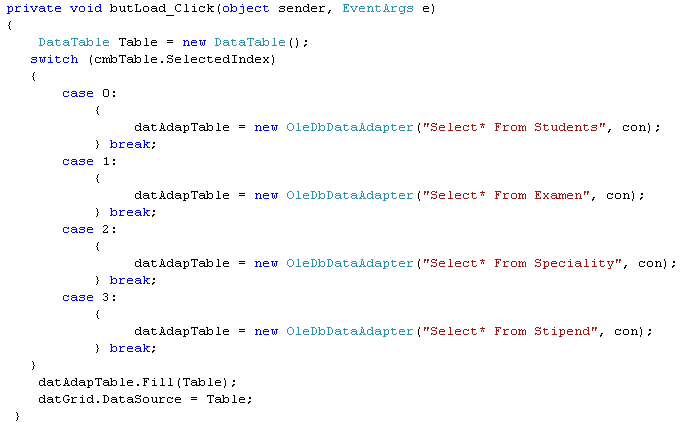 private void butLoad_Click(object sender, EventArgs e)
{
DataTable Table = new DataTable();
switch (cmbTable.SelectedIndex)
{
case 0:
{
datAdapTable = new OleDbDataAdapter("Select* From Students", con);
} break;
case 1:
{
datAdapTable = new OleDbDataAdapter("Select* From Examen", con);
} break;
case 2:
{
datAdapTable = new OleDbDataAdapter("Select* From Speciality", con);
} break;
case 3:
{
datAdapTable = new OleDbDataAdapter("Select* From Stipend", con);
} break;
}
datAdapTable.Fill(Table);
datGrid.DataSource = Table;
}